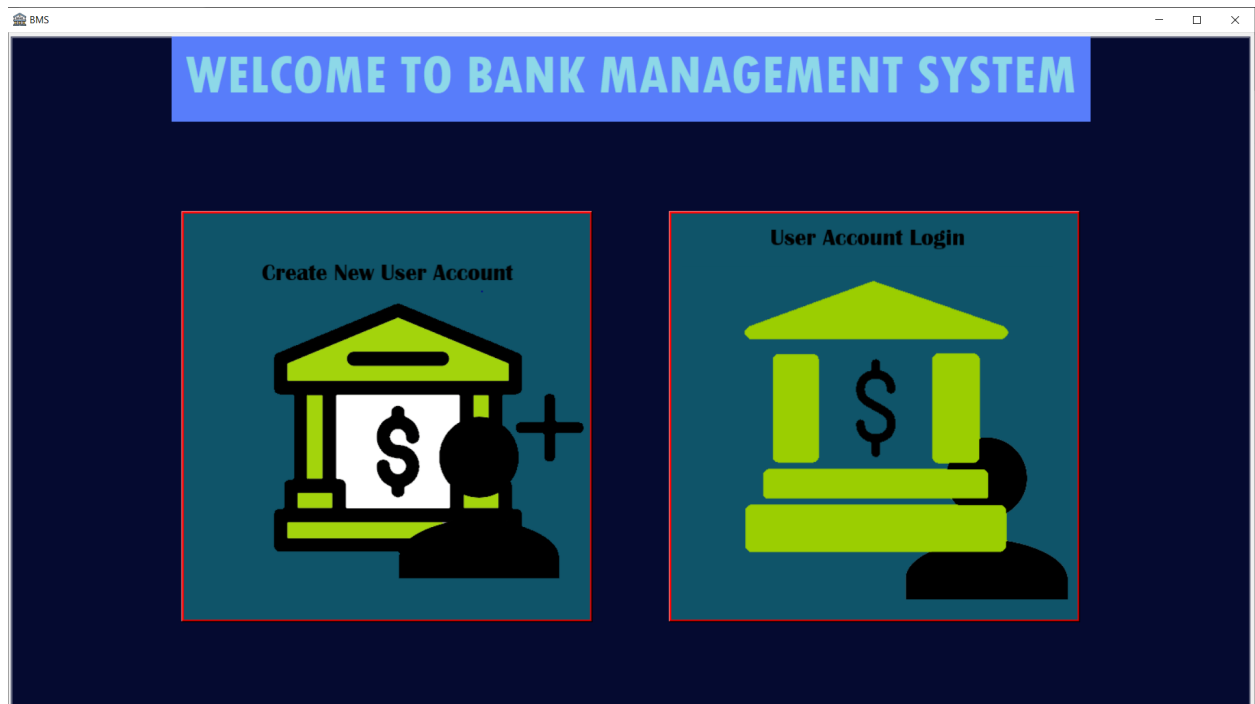 BMS
WELCOME TO BANK MANAGEMENT SYSTEM
Create New User Account
User Account Login
$
$